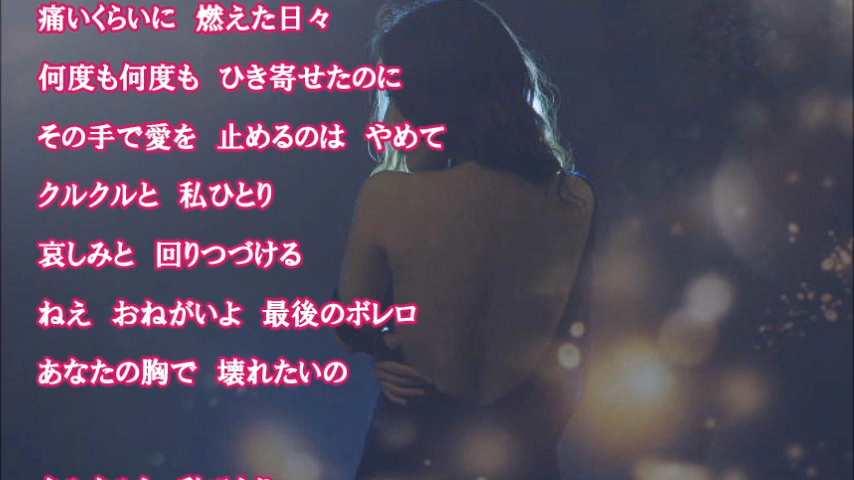 痛いくらいに　燃えた日々
何度も何度も　ひき寄せたのに
その手で愛を　止めるのは　やめて
クルクルと　私ひとり
哀しみと　回りつづける
ねえ　おねがいよ　最後のボレロ
あなたの胸で　壊れたいの